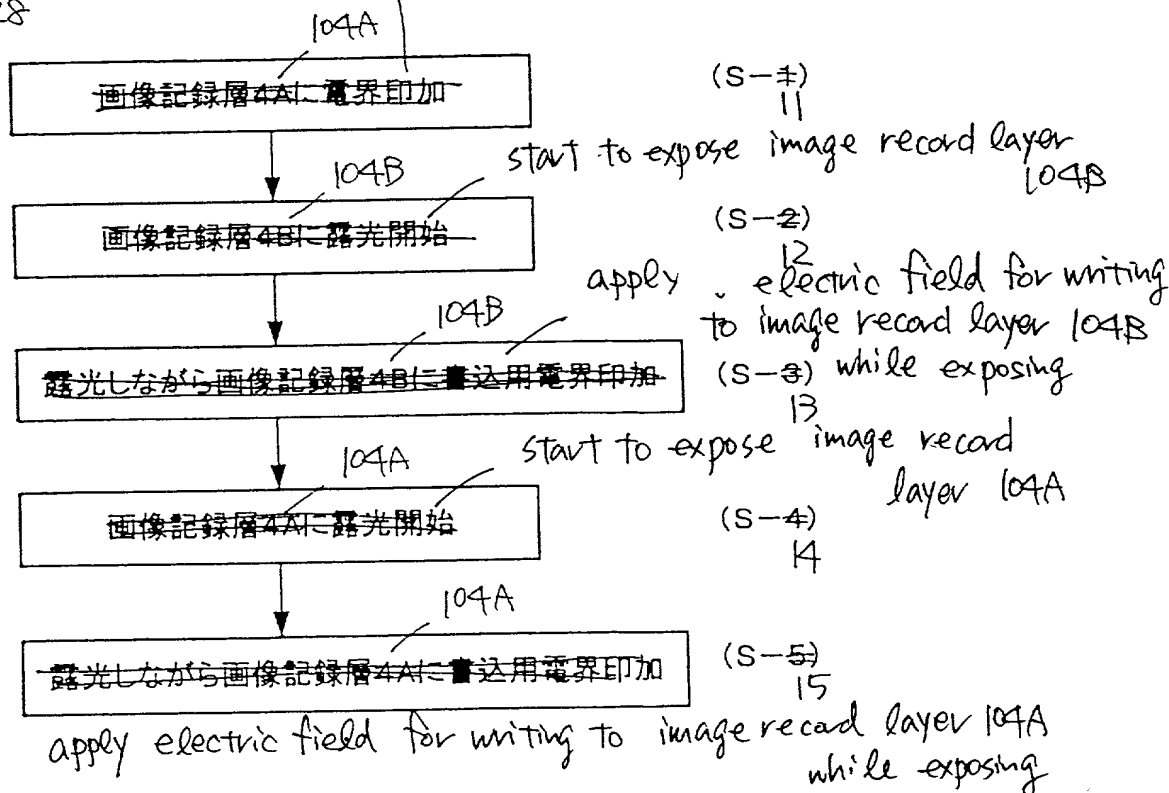 28
104A
画像記録層4Aに電界印加
(S-1)
11
start to expose image record layer
104B
104B
画像記録層4Bに露光開始
(S-2)
12
apply electric field for writing
to image record layer 104B
104B
露光しながら画像記録層4Bに書込用電界印加
(S-3) while exposing
13
start to expose image record
layer 104A
104A
画像記録層4Aに露光開始
(S-4)
14
104A
露光しながら画像記録層4Aに書込用電界印加
(S-5)
15
apply electric field for writing to image record layer 104A
while exposing